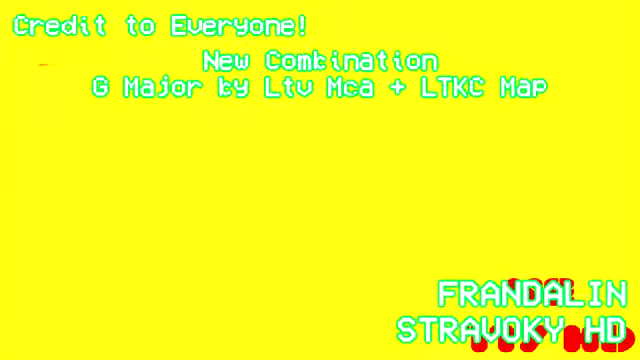 Credit to Everyone!
New Combination
G Major by Ltv Mca + LTKC Map
FRANDALIN
STRAVOKY HD